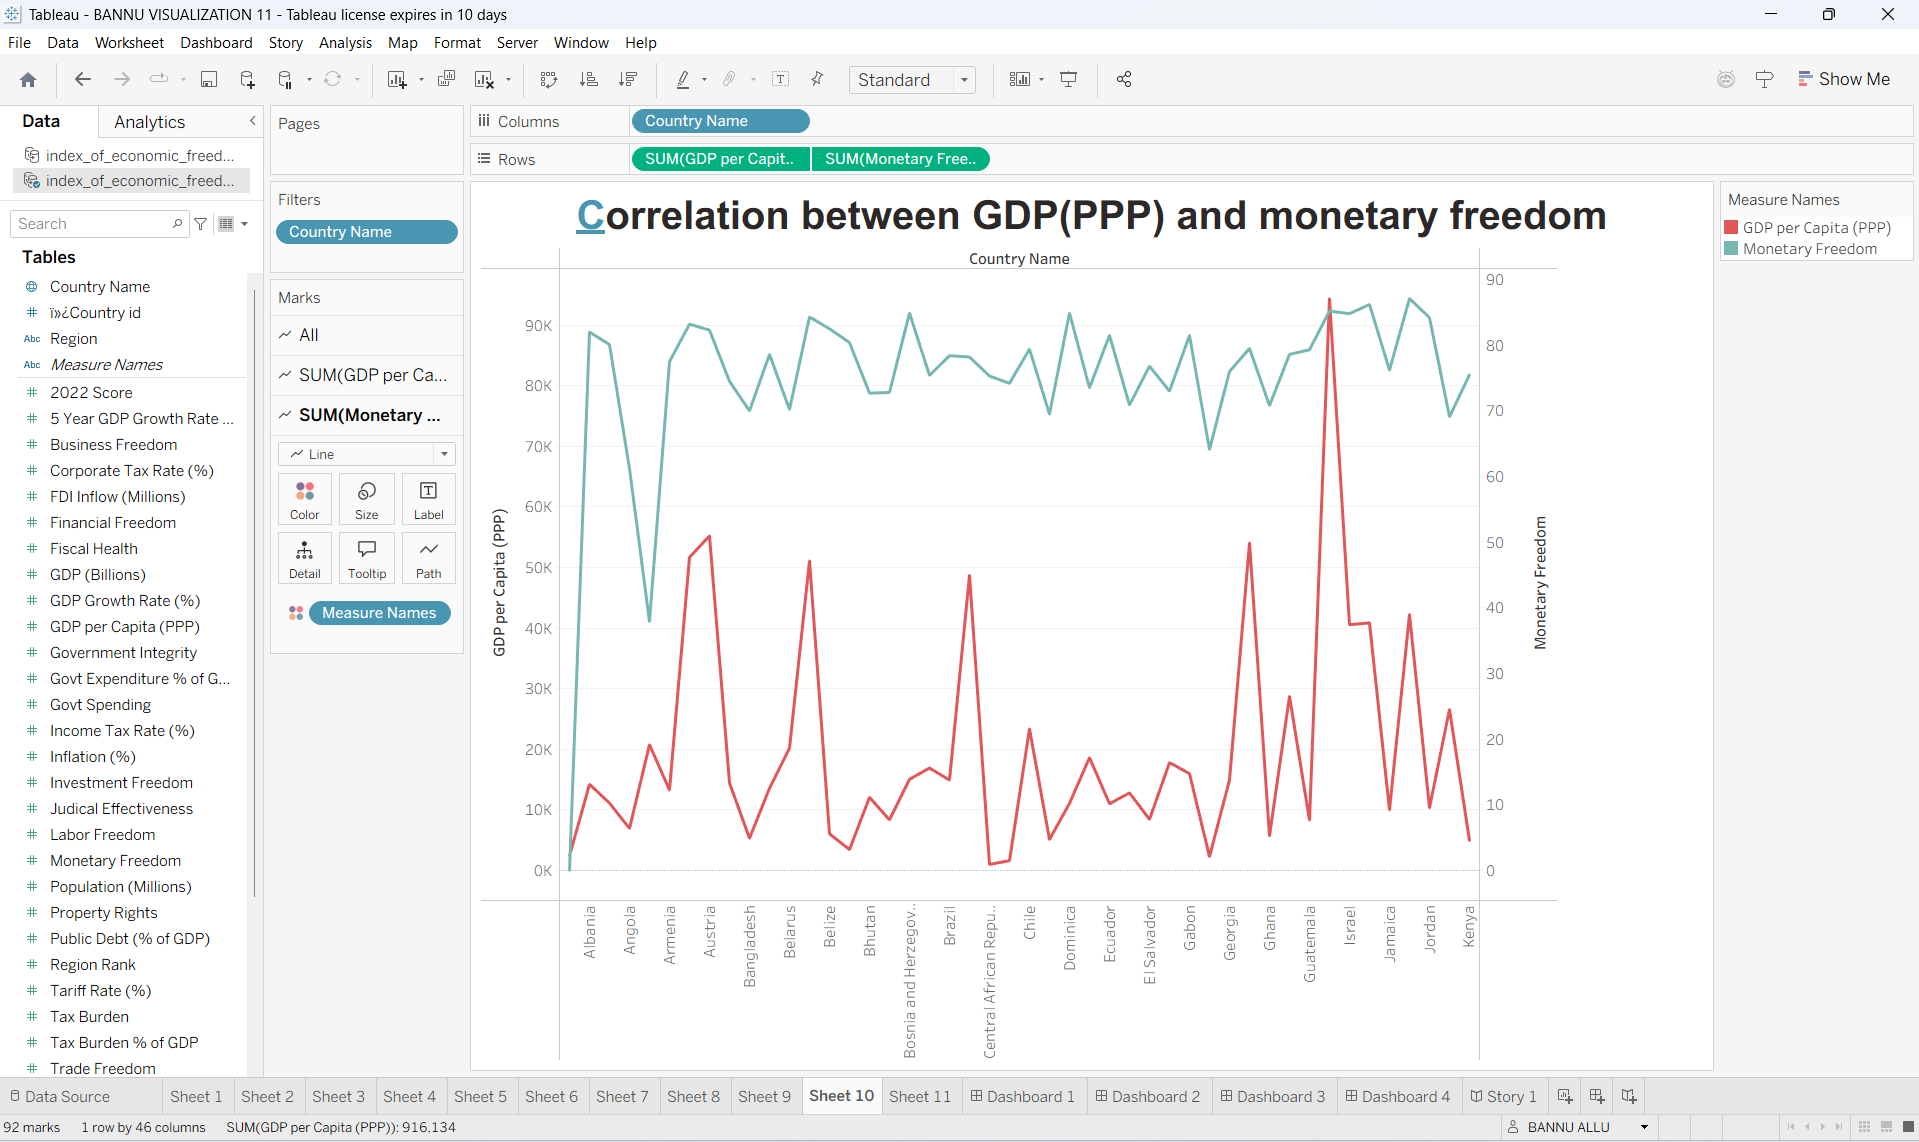 Tableau - BANNU VISUALIZATION 11 - Tableau license expires in 10 days
File Data Worksheet Dashboard Story Analysis Map Format Server Window Help
Standard
Show Me
Data Analytics
index_of_economic_freed...
index_of_economic_freed...
Search
Tables
Country Name
ï»¿Country id
Abc Region
Abc Measure Names
2022 Score
5 Year GDP Growth Rate ...
Business Freedom
Corporate Tax Rate (%)
FDI Inflow (Millions)
Financial Freedom
Fiscal Health
GDP (Billions)
GDP Growth Rate (%)
GDP per Capita (PPP)
Government Integrity
Govt Expenditure % of G...
Govt Spending
Income Tax Rate (%)
Inflation (%)
Investment Freedom
Judical Effectiveness
Labor Freedom
Monetary Freedom
Population (Millions)
Property Rights
Public Debt (% of GDP)
Region Rank
Tariff Rate (%)
Tax Burden
Tax Burden % of GDP
Trade Freedom
Pages
Filters
Country Name
Marks
All
SUM(GDP per Ca...
SUM(Monetary ...
Line
Color Size Label
Detail Tooltip Path
Measure Names
Columns Country Name
Rows SUM(GDP per Capit.. SUM(Monetary Free..
Correlation between GDP(PPP) and monetary freedom
Country Name
GDP per Capita (PPP)
90K
80K
70K
60K
50K
40K
30K
20K
10K
0K
90
80
70
60
50
40
30
20
10
0
Monetary Freedom
Albania
Angola
Armenia
Austria
Bangladesh
Belarus
Belize
Bhutan
Bosnia and Herzegov..
Brazil
Central African Repu..
Chile
Dominica
Ecuador
El Salvador
Gabon
Georgia
Ghana
Guatemala
Israel
Jamaica
Jordan
Kenya
Measure Names
GDP per Capita (PPP)
Monetary Freedom
Data Source Sheet 1 Sheet 2 Sheet 3 Sheet 4 Sheet 5 Sheet 6 Sheet 7 Sheet 8 Sheet 9 Sheet 10 Sheet 11 Dashboard 1 Dashboard 2 Dashboard 3 Dashboard 4 Story 1
92 marks 1 row by 46 columns SUM(GDP per Capita (PPP)): 916,134 BANNU ALLU